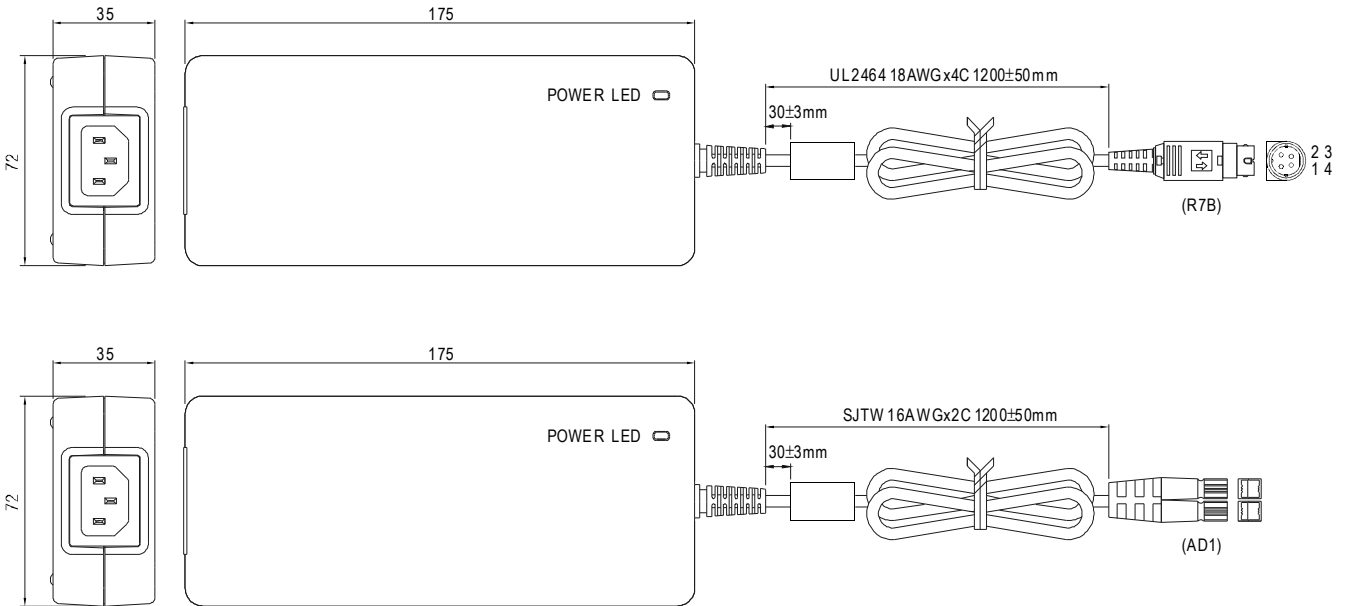 35
175
72
POWER LED
UL2464 18AWGx4C 1200±50mm
30±3mm
2 3
1 4
(R7B)
35
175
72
POWER LED
SJTW 16AWGx2C 1200±50mm
30±3mm
(AD1)